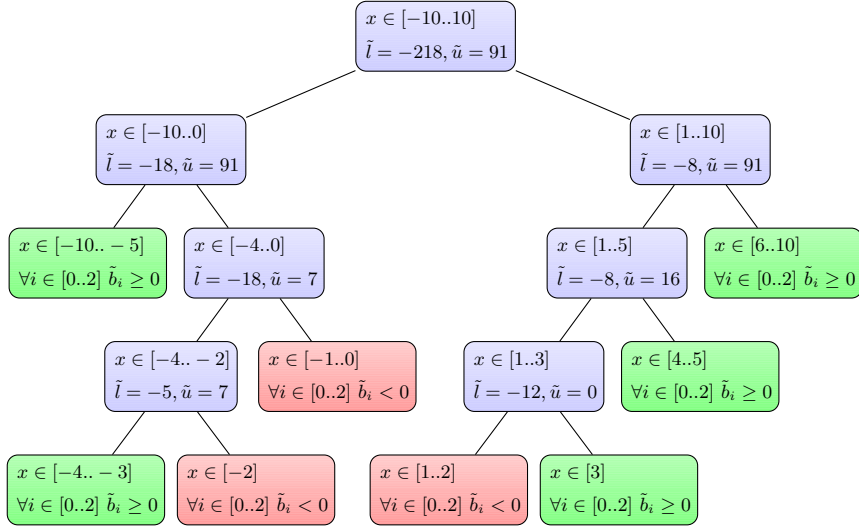 x ∈ [−10..10]
l̃ = −218, ũ = 91
x ∈ [−10..0]
l̃ = −18, ũ = 91
x ∈ [1..10]
l̃ = −8, ũ = 91
x ∈ [−10.. − 5]
∀i ∈ [0..2] b̃ᵢ ≥ 0
x ∈ [−4..0]
l̃ = −18, ũ = 7
x ∈ [1..5]
l̃ = −8, ũ = 16
x ∈ [6..10]
∀i ∈ [0..2] b̃ᵢ ≥ 0
x ∈ [−4.. − 2]
l̃ = −5, ũ = 7
x ∈ [−1..0]
∀i ∈ [0..2] b̃ᵢ < 0
x ∈ [1..3]
l̃ = −12, ũ = 0
x ∈ [4..5]
∀i ∈ [0..2] b̃ᵢ ≥ 0
x ∈ [−4.. − 3]
∀i ∈ [0..2] b̃ᵢ ≥ 0
x ∈ [−2]
∀i ∈ [0..2] b̃ᵢ < 0
x ∈ [1..2]
∀i ∈ [0..2] b̃ᵢ < 0
x ∈ [3]
∀i ∈ [0..2] b̃ᵢ ≥ 0